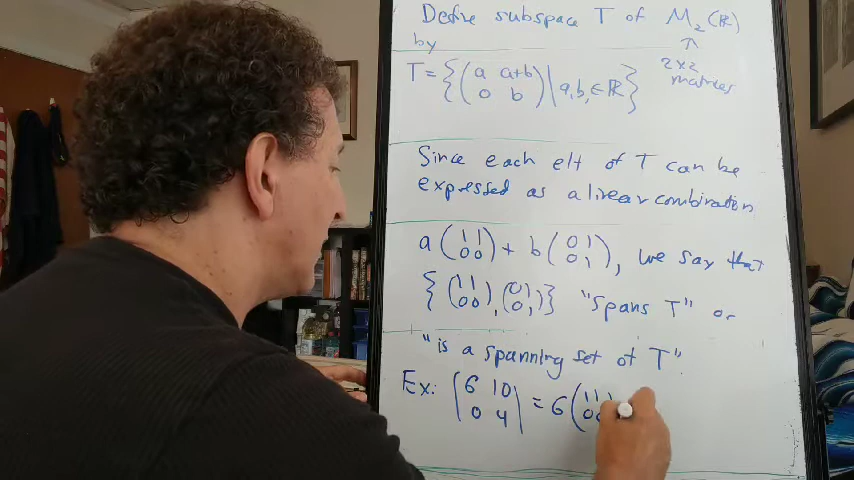 Define subspace T of M₂(ℝ)
by
↑
2x2
matrices
T = {(a a+b
0 b) | a,b, ∈ ℝ}
Since each elt of T can be
expressed as a linear combination
a (1 1
0 0) + b (0 1
0 1), we say that
{(1 1
0 0), (0 1
0 1)} "spans T" or
"is a spanning set of T"
Ex: (6 10
0 4) = 6 (1 1
0 0